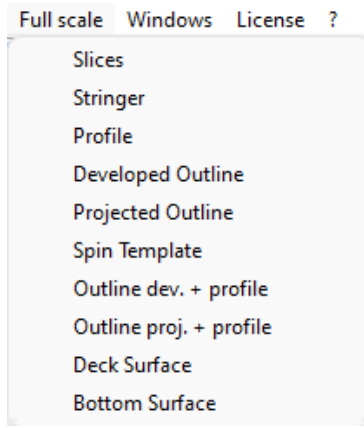 Full scale Windows License ?
Slices
Stringer
Profile
Developed Outline
Projected Outline
Spin Template
Outline dev. + profile
Outline proj. + profile
Deck Surface
Bottom Surface